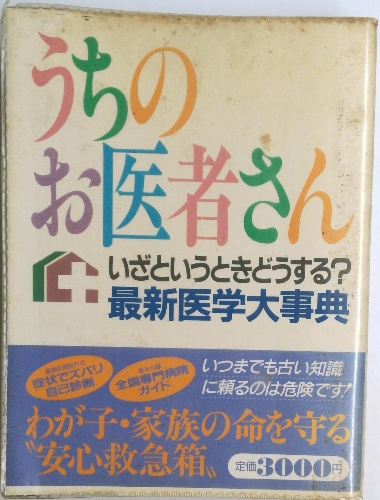 うちの
お医者さん
いざというときどうする?
最新医学大事典
症状でズバリ
自己診断
全国専門病院
ガイド
いつまでも古い知識
に頼るのは危険です!
わが子・家族の命を守る
〝安心救急箱〟
定価3000円